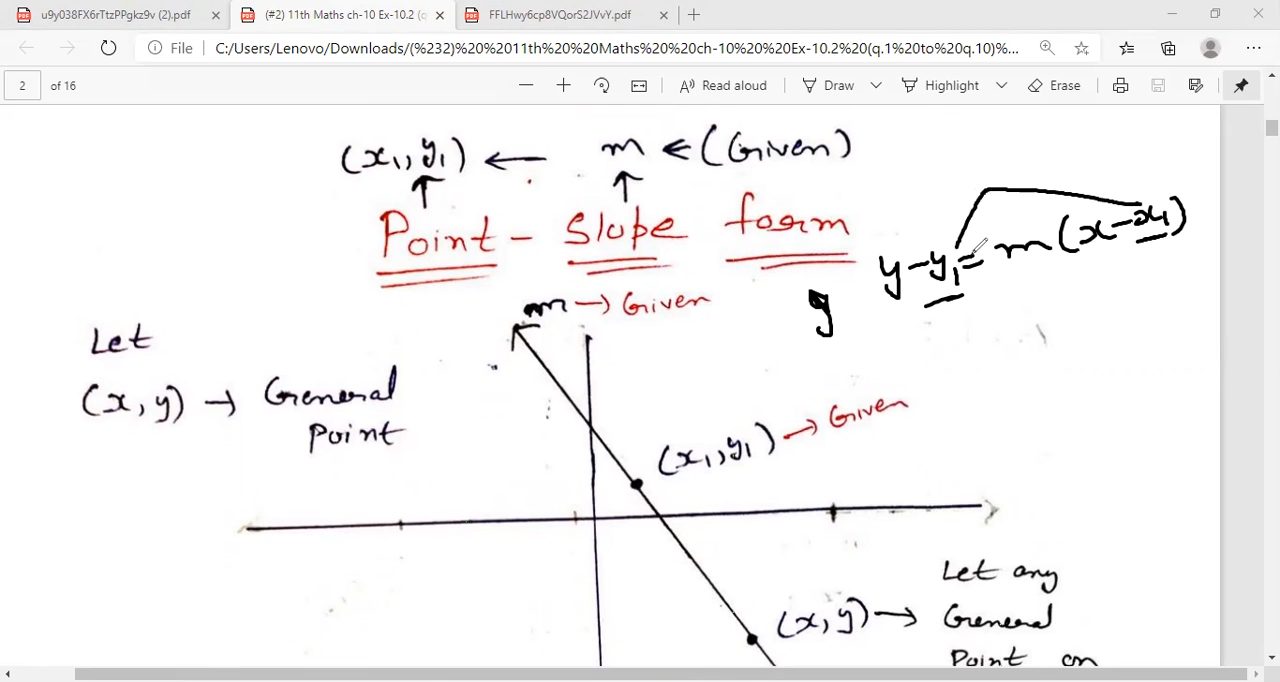 u9y038FX6rTtzPPgkz9v (2).pdf
(#2) 11th Maths ch-10 Ex-10.2 (q
FFLHwy6cp8VQorS2JVvY.pdf
File C:/Users/Lenovo/Downloads/(%232)%20%2011th%20%20Maths%20%20ch-10%20%20Ex-10.2%20(q.1%20to%20q.10)%...
2 of 16 Read aloud Draw Highlight Erase
(x₁, y₁) ← m ← (Given)
Point - Slope form
y - y₁ = m(x - x₁)
y
m → Given
Let
(x, y) → General
Point
(x₁, y₁) → Given
Let any
(x, y) → General
Point on